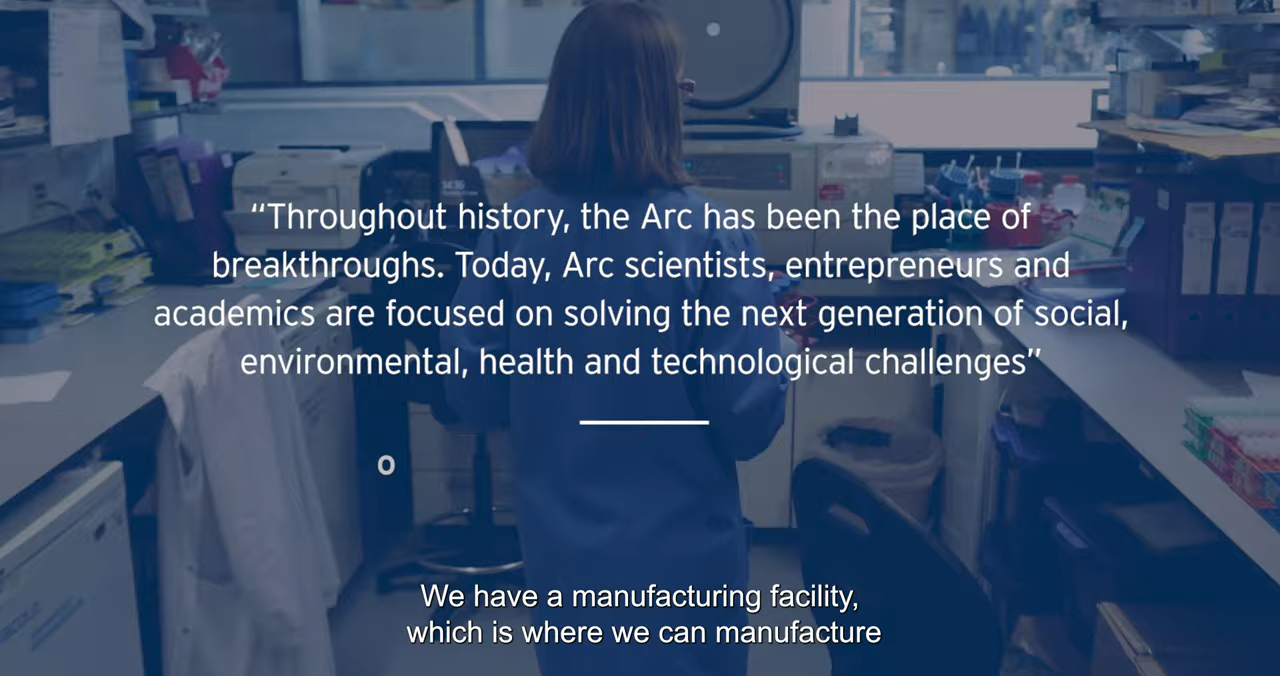 “Throughout history, the Arc has been the place of
breakthroughs. Today, Arc scientists, entrepreneurs and
academics are focused on solving the next generation of social,
environmental, health and technological challenges”
o
We have a manufacturing facility,
which is where we can manufacture